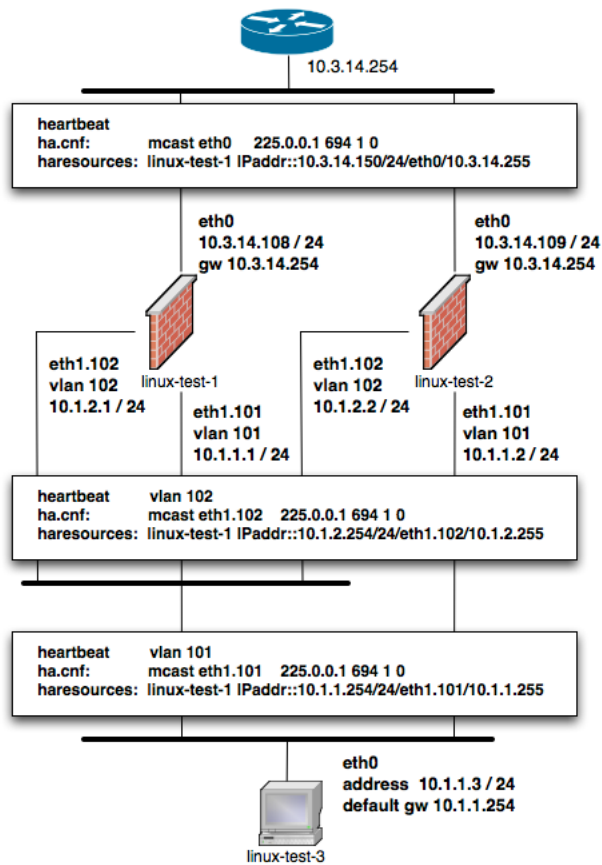 10.3.14.254
heartbeat
ha.cnf: mcast eth0 225.0.0.1 694 1 0
haresources: linux-test-1 IPaddr::10.3.14.150/24/eth0/10.3.14.255
eth0
10.3.14.108 / 24
gw 10.3.14.254
eth0
10.3.14.109 / 24
gw 10.3.14.254
linux-test-1
linux-test-2
eth1.102
vlan 102
10.1.2.1 / 24
eth1.101
vlan 101
10.1.1.1 / 24
eth1.102
vlan 102
10.1.2.2 / 24
eth1.101
vlan 101
10.1.1.2 / 24
heartbeat vlan 102
ha.cnf: mcast eth1.102 225.0.0.1 694 1 0
haresources: linux-test-1 IPaddr::10.1.2.254/24/eth1.102/10.1.2.255
heartbeat vlan 101
ha.cnf: mcast eth1.101 225.0.0.1 694 1 0
haresources: linux-test-1 IPaddr::10.1.1.254/24/eth1.101/10.1.1.255
eth0
address 10.1.1.3 / 24
default gw 10.1.1.254
linux-test-3